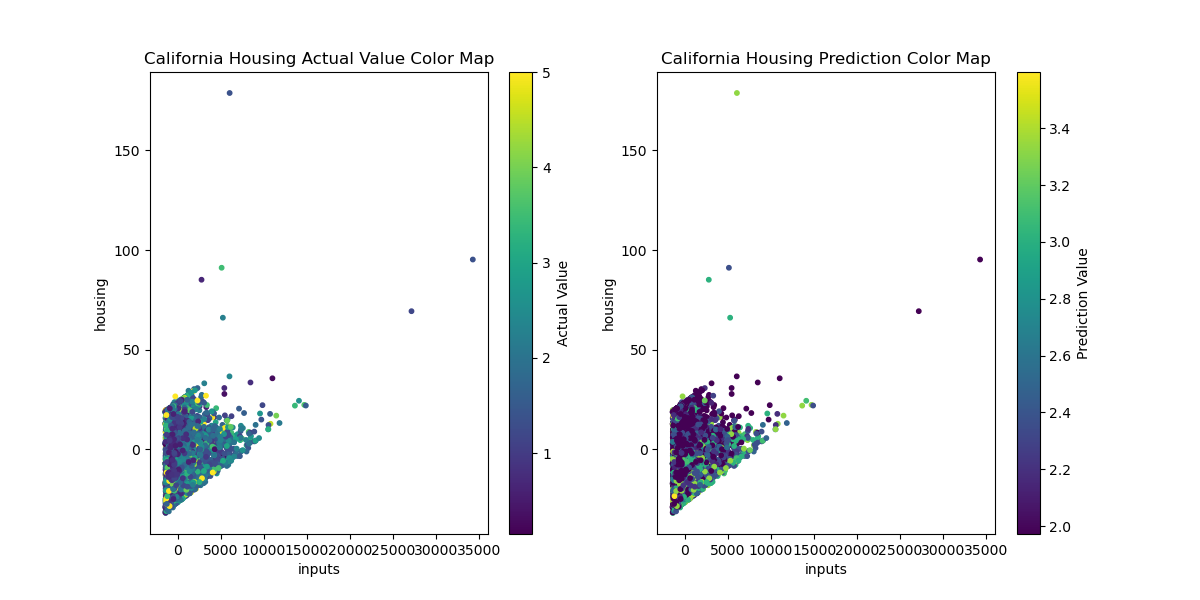 California Housing Actual Value Color Map
150
100
50
0
housing
0 5000 10000 15000 20000 25000 30000 35000
inputs
5
4
3
2
1
Actual Value
California Housing Prediction Color Map
150
100
50
0
housing
0 5000 10000 15000 20000 25000 30000 35000
inputs
3.4
3.2
3.0
2.8
2.6
2.4
2.2
2.0
Prediction Value